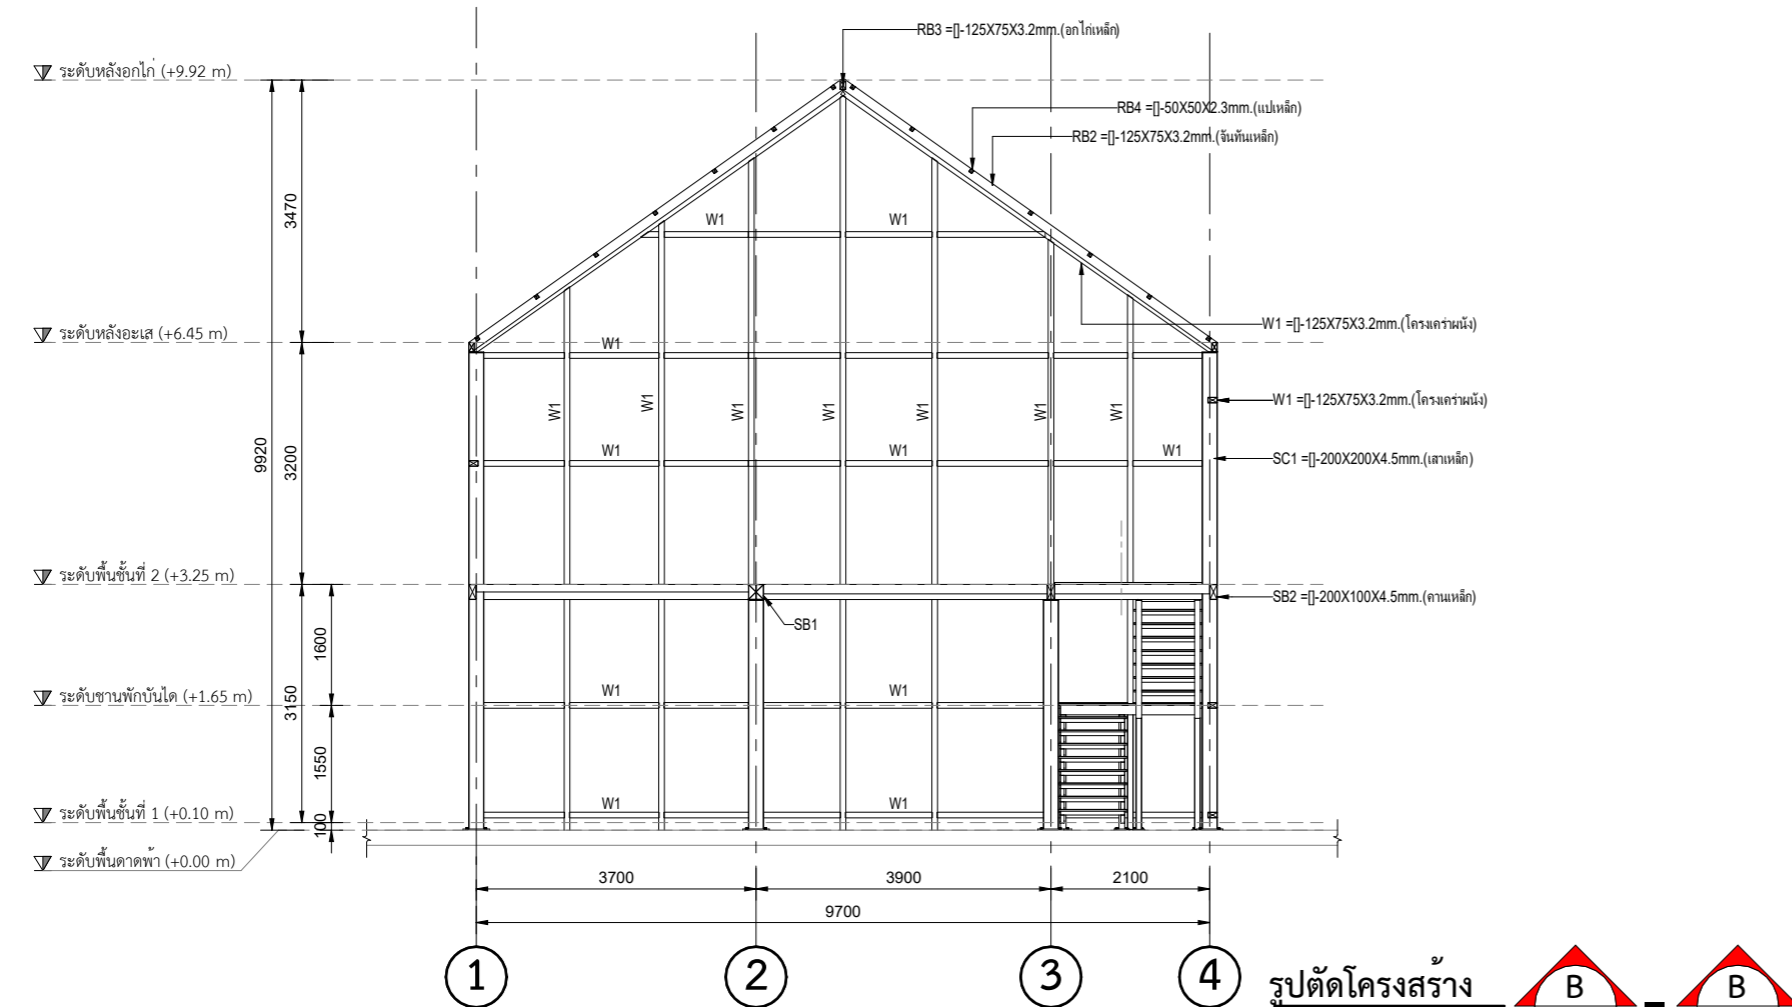 RB3 =[]-125X75X3.2mm.(อกไก่เหล็ก)
ระดับหลังอกไก่ (+9.92 m)
RB4 =[]-50X50X2.3mm.(แปเหล็ก)
RB2 =[]-125X75X3.2mm.(จันทันเหล็ก)
3470
W1 W1
W1 =[]-125X75X3.2mm.(โครงเคร่าผนัง)
ระดับหลังอะเส (+6.45 m)
W1
W1 =[]-125X75X3.2mm.(โครงเคร่าผนัง)
W1 W1 W1 W1 W1 W1 W1
9920
3200
W1 W1 W1
SC1 =[]-200X200X4.5mm.(เสาเหล็ก)
ระดับพื้นชั้นที่ 2 (+3.25 m)
SB2 =[]-200X100X4.5mm.(คานเหล็ก)
SB1
1600
W1 W1
ระดับชานพักบันได (+1.65 m)
3150
1550
W1 W1
ระดับพื้นชั้นที่ 1 (+0.10 m)
100
ระดับพื้นดาดฟ้า (+0.00 m)
3700 3900 2100
9700
1 2 3 4
รูปตัดโครงสร้าง B - B